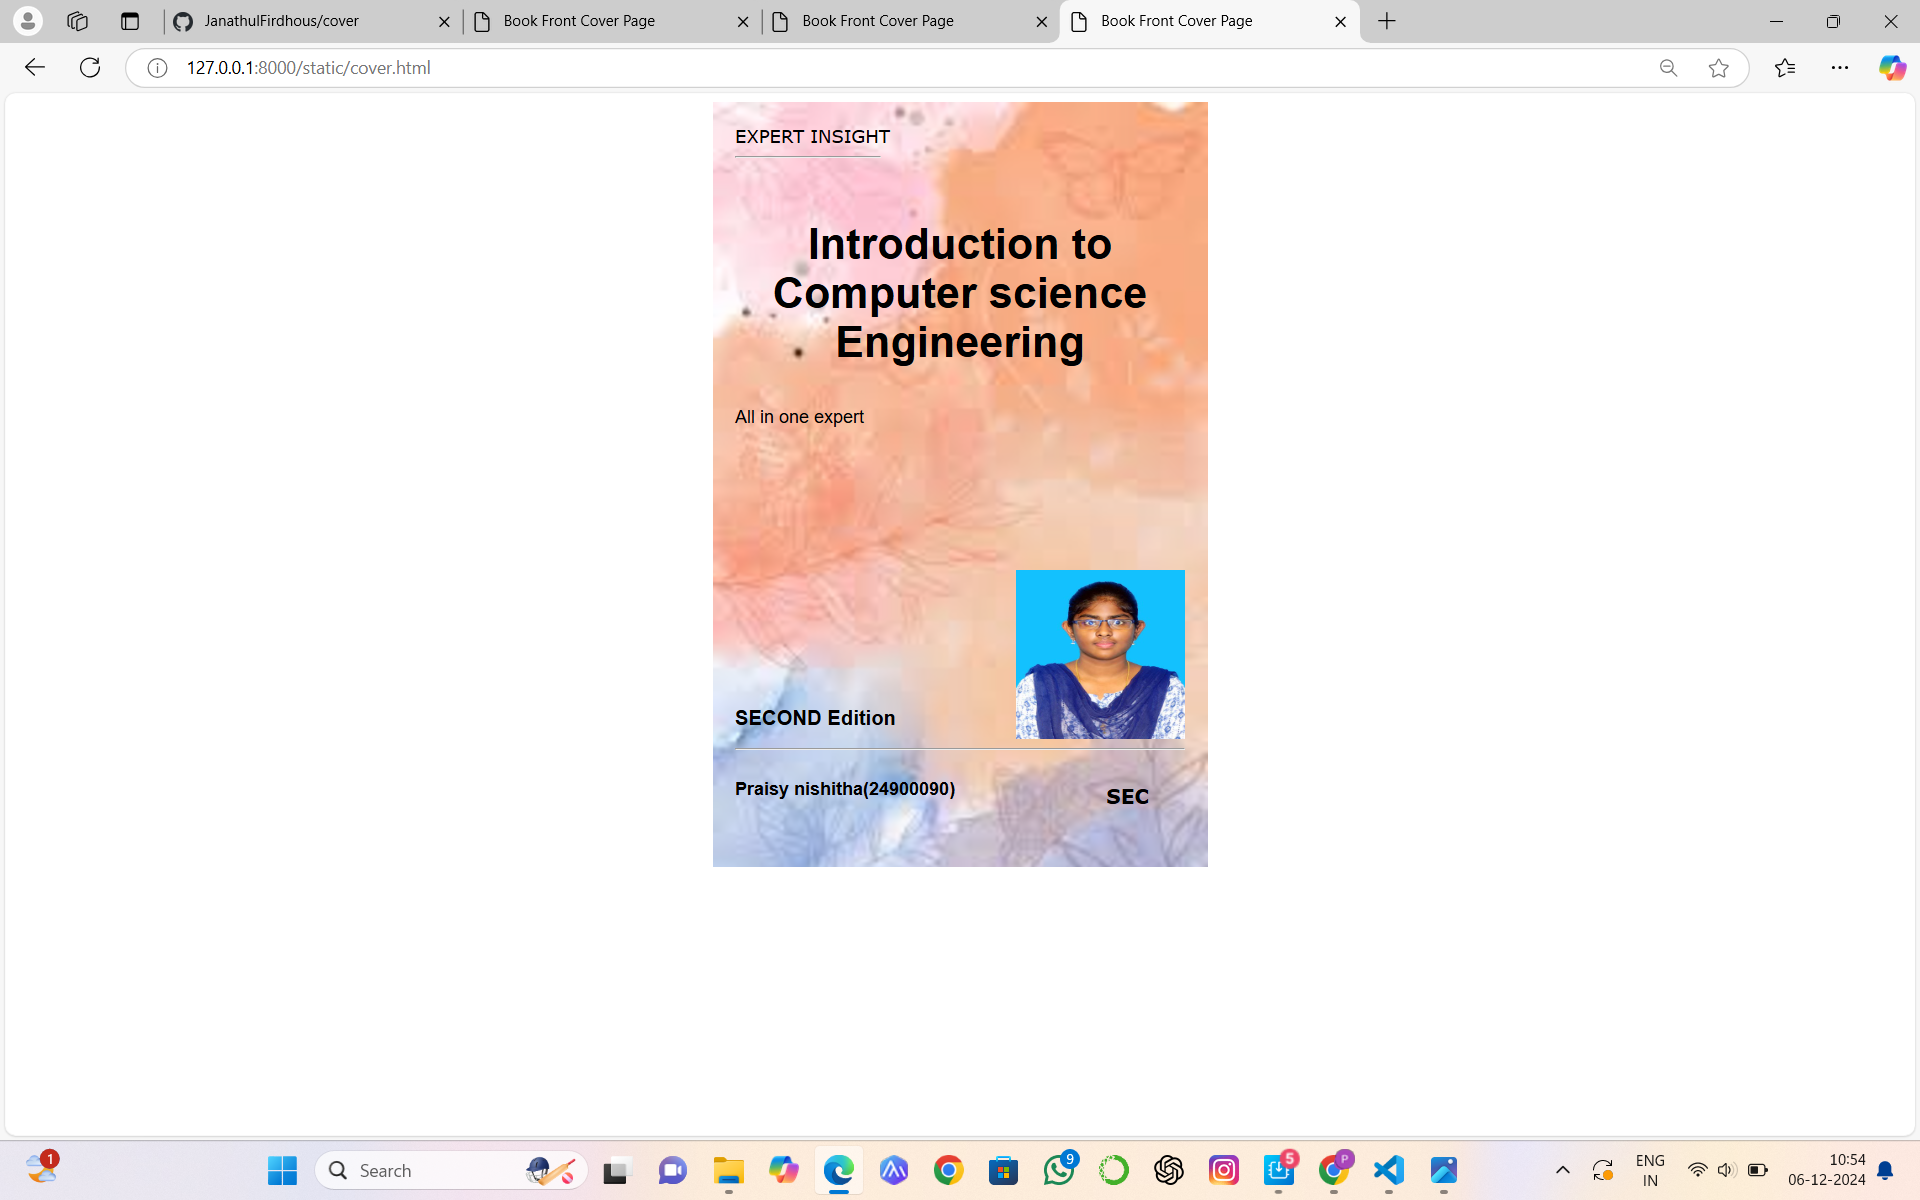 JanathulFirdhous/cover
Book Front Cover Page
Book Front Cover Page
Book Front Cover Page
127.0.0.1:8000/static/cover.html
EXPERT INSIGHT
Introduction to
Computer science
Engineering
All in one expert
SECOND Edition
Praisy nishitha(24900090)
SEC
1
Search
9
5
P
ENG
IN
10:54
06-12-2024